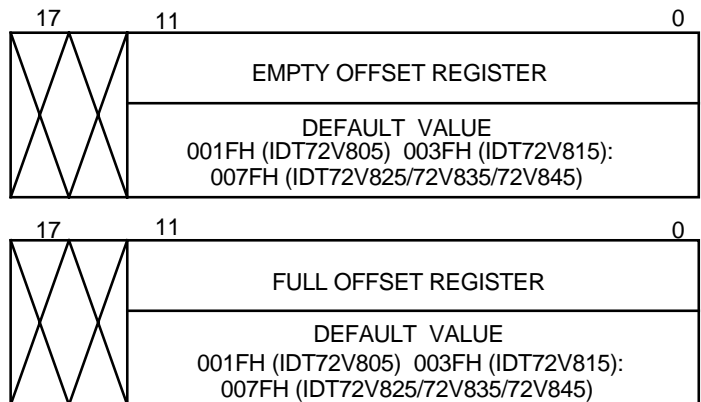 17 11 0
EMPTY OFFSET REGISTER
DEFAULT VALUE
001FH (IDT72V805) 003FH (IDT72V815):
007FH (IDT72V825/72V835/72V845)
17 11 0
FULL OFFSET REGISTER
DEFAULT VALUE
001FH (IDT72V805) 003FH (IDT72V815):
007FH (IDT72V825/72V835/72V845)